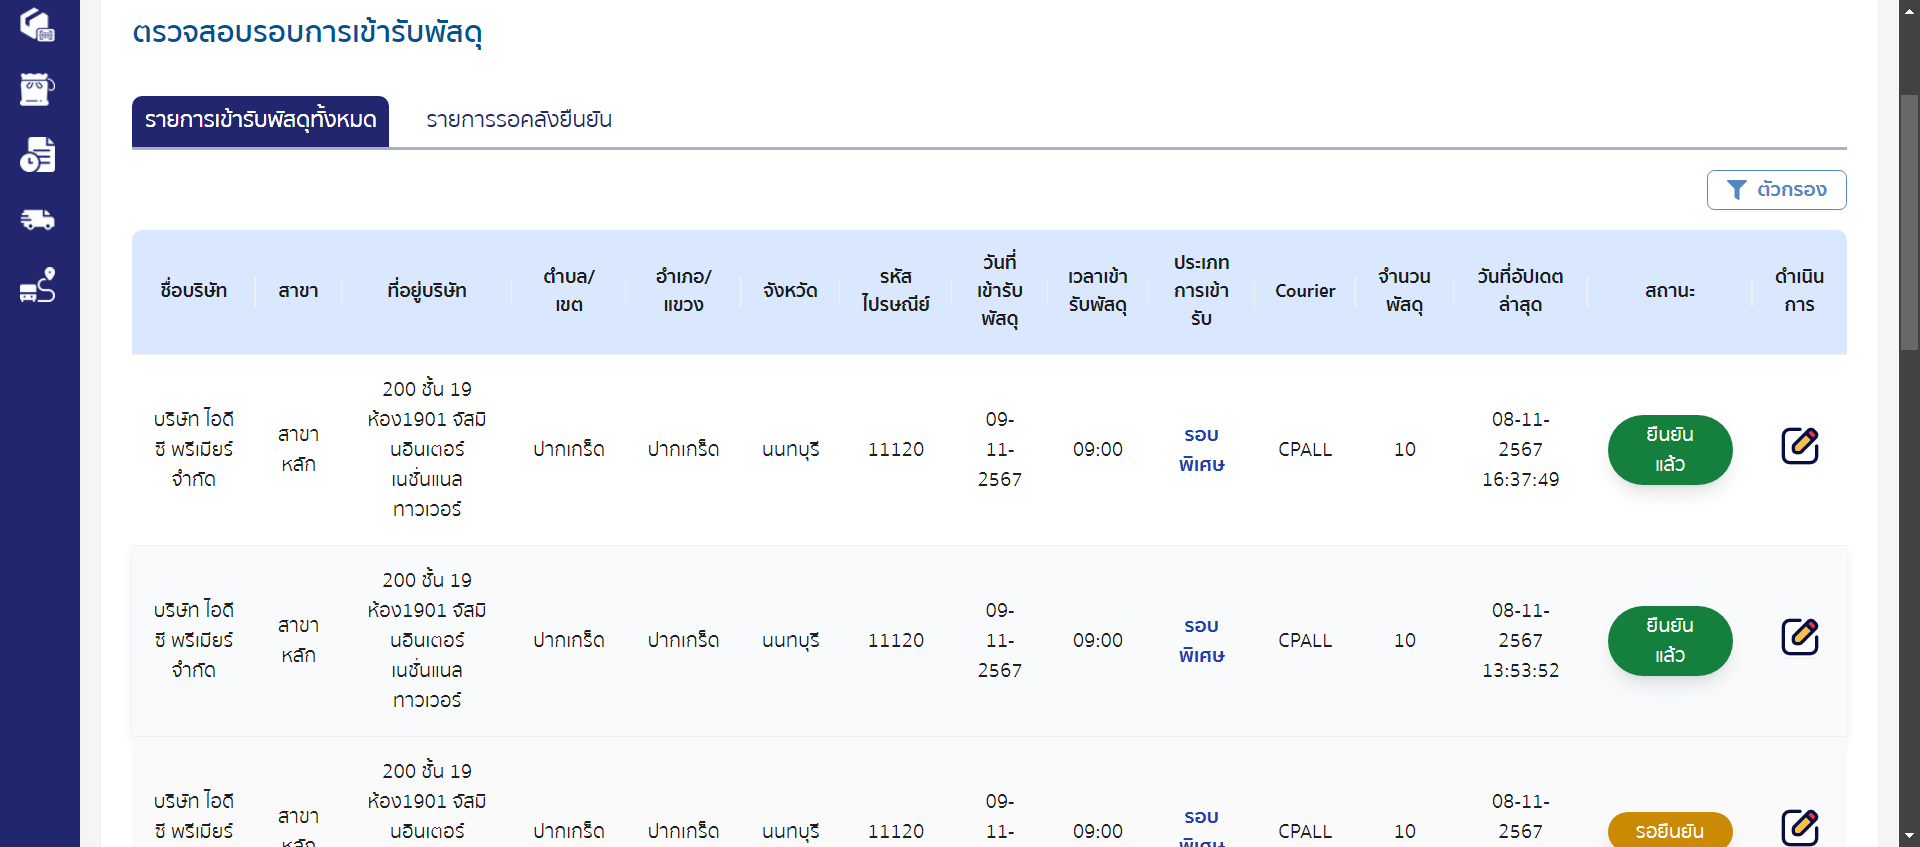 ตรวจสอบรอบการเข้ารับพัสดุ
รายการเข้ารับพัสดุทั้งหมด
รายการรอคลังยืนยัน
ตัวกรอง
ชื่อบริษัท
สาขา
ที่อยู่บริษัท
ตำบล/
เขต
อำเภอ/
แขวง
จังหวัด
รหัส
ไปรษณีย์
วันที่
เข้ารับ
พัสดุ
เวลาเข้า
รับพัสดุ
ประเภท
การเข้า
รับ
Courier
จำนวน
พัสดุ
วันที่อัปเดต
ล่าสุด
สถานะ
ดำเนิน
การ
บริษัท ไอดี
ซี พรีเมียร์
จำกัด
สาขา
หลัก
200 ชั้น 19
ห้อง1901 จัสมิ
นอินเตอร์
เนชั่นแนล
ทาวเวอร์
ปากเกร็ด
ปากเกร็ด
นนทบุรี
11120
09-
11-
2567
09:00
รอบ
พิเศษ
CPALL
10
08-11-
2567
16:37:49
ยืนยัน
แล้ว
บริษัท ไอดี
ซี พรีเมียร์
จำกัด
สาขา
หลัก
200 ชั้น 19
ห้อง1901 จัสมิ
นอินเตอร์
เนชั่นแนล
ทาวเวอร์
ปากเกร็ด
ปากเกร็ด
นนทบุรี
11120
09-
11-
2567
09:00
รอบ
พิเศษ
CPALL
10
08-11-
2567
13:53:52
ยืนยัน
แล้ว
บริษัท ไอดี
ซี พรีเมียร์
สาขา
หลัก
200 ชั้น 19
ห้อง1901 จัสมิ
นอินเตอร์
ปากเกร็ด
ปากเกร็ด
นนทบุรี
11120
09-
11-
09:00
รอบ
พิเศษ
CPALL
10
08-11-
2567
รอยืนยัน